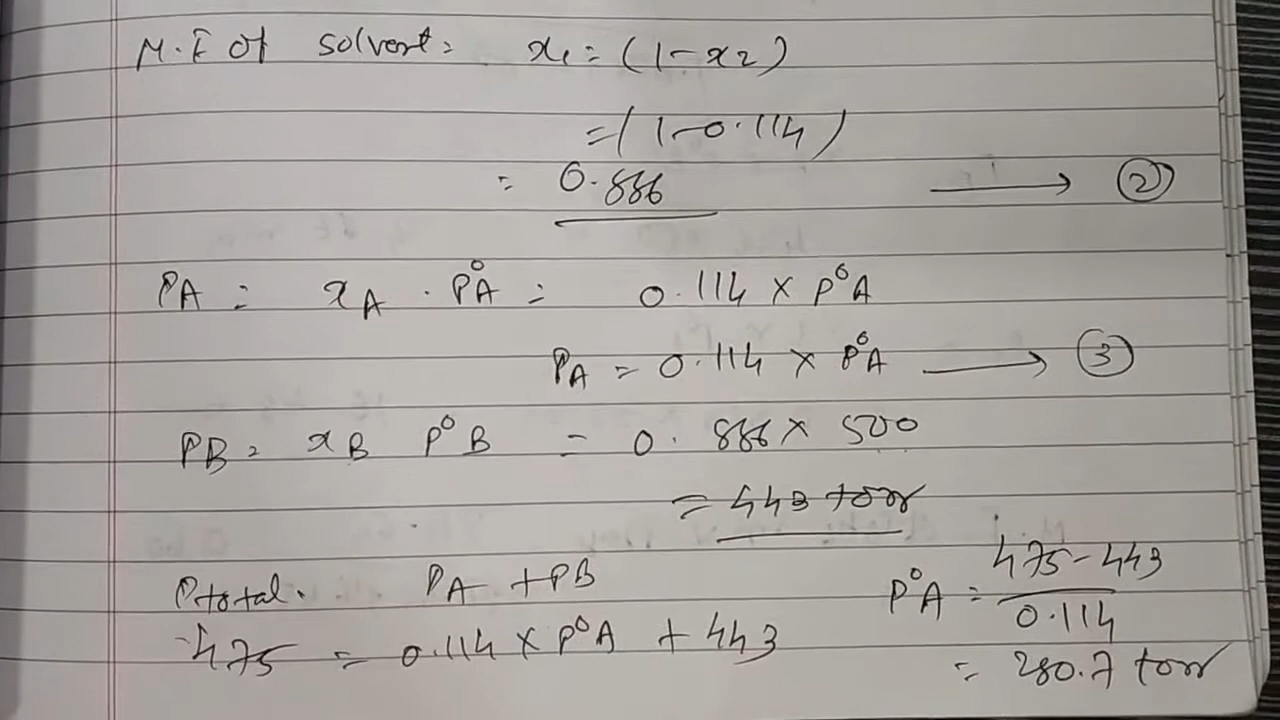 M.F of solvent = x₁ = (1-x2)
= (1-0.114)
= 0.886 → ②
PA = xA . P°A = 0.114 × P°A
PA = 0.114 × P°A → ③
PB = xB P°B = 0.886 × 500
= 443 torr
Ptotal. PA + PB
475 = 0.114 × P°A + 443
P°A = 475-443
0.114
= 280.7 torr